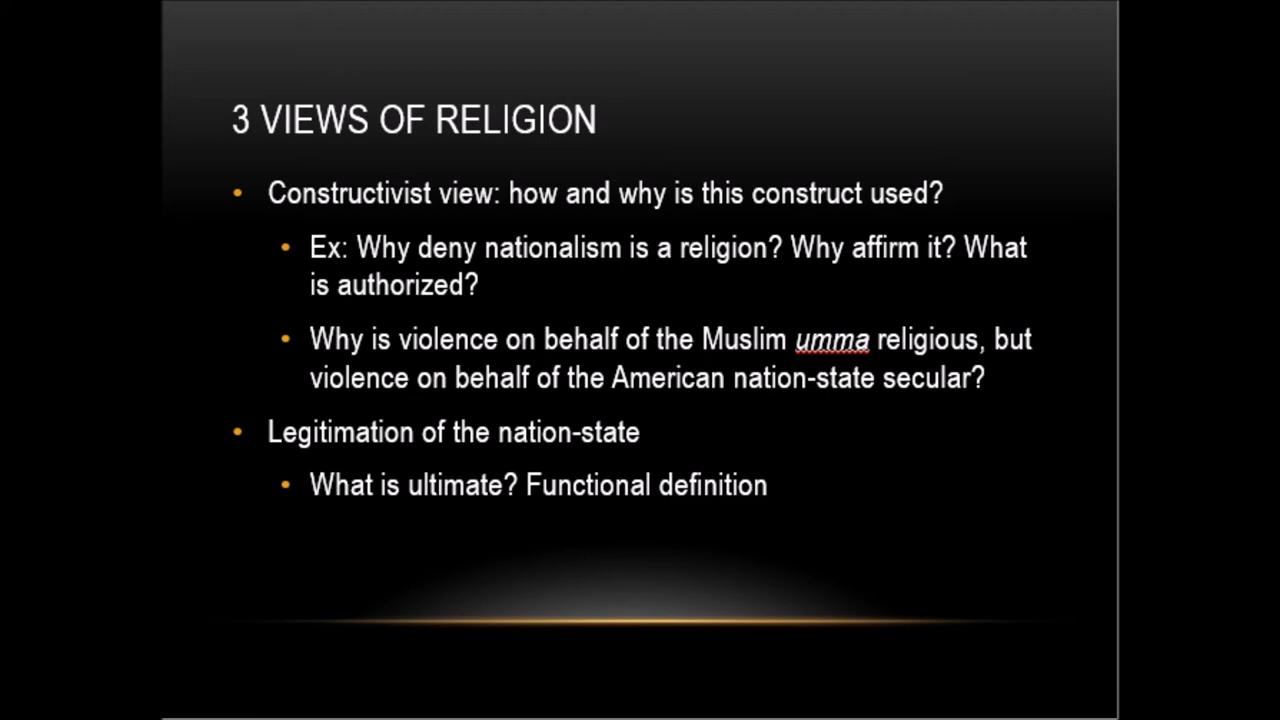 3 VIEWS OF RELIGION
• Constructivist view: how and why is this construct used?
• Ex: Why deny nationalism is a religion? Why affirm it? What
is authorized?
• Why is violence on behalf of the Muslim umma religious, but
violence on behalf of the American nation-state secular?
• Legitimation of the nation-state
• What is ultimate? Functional definition